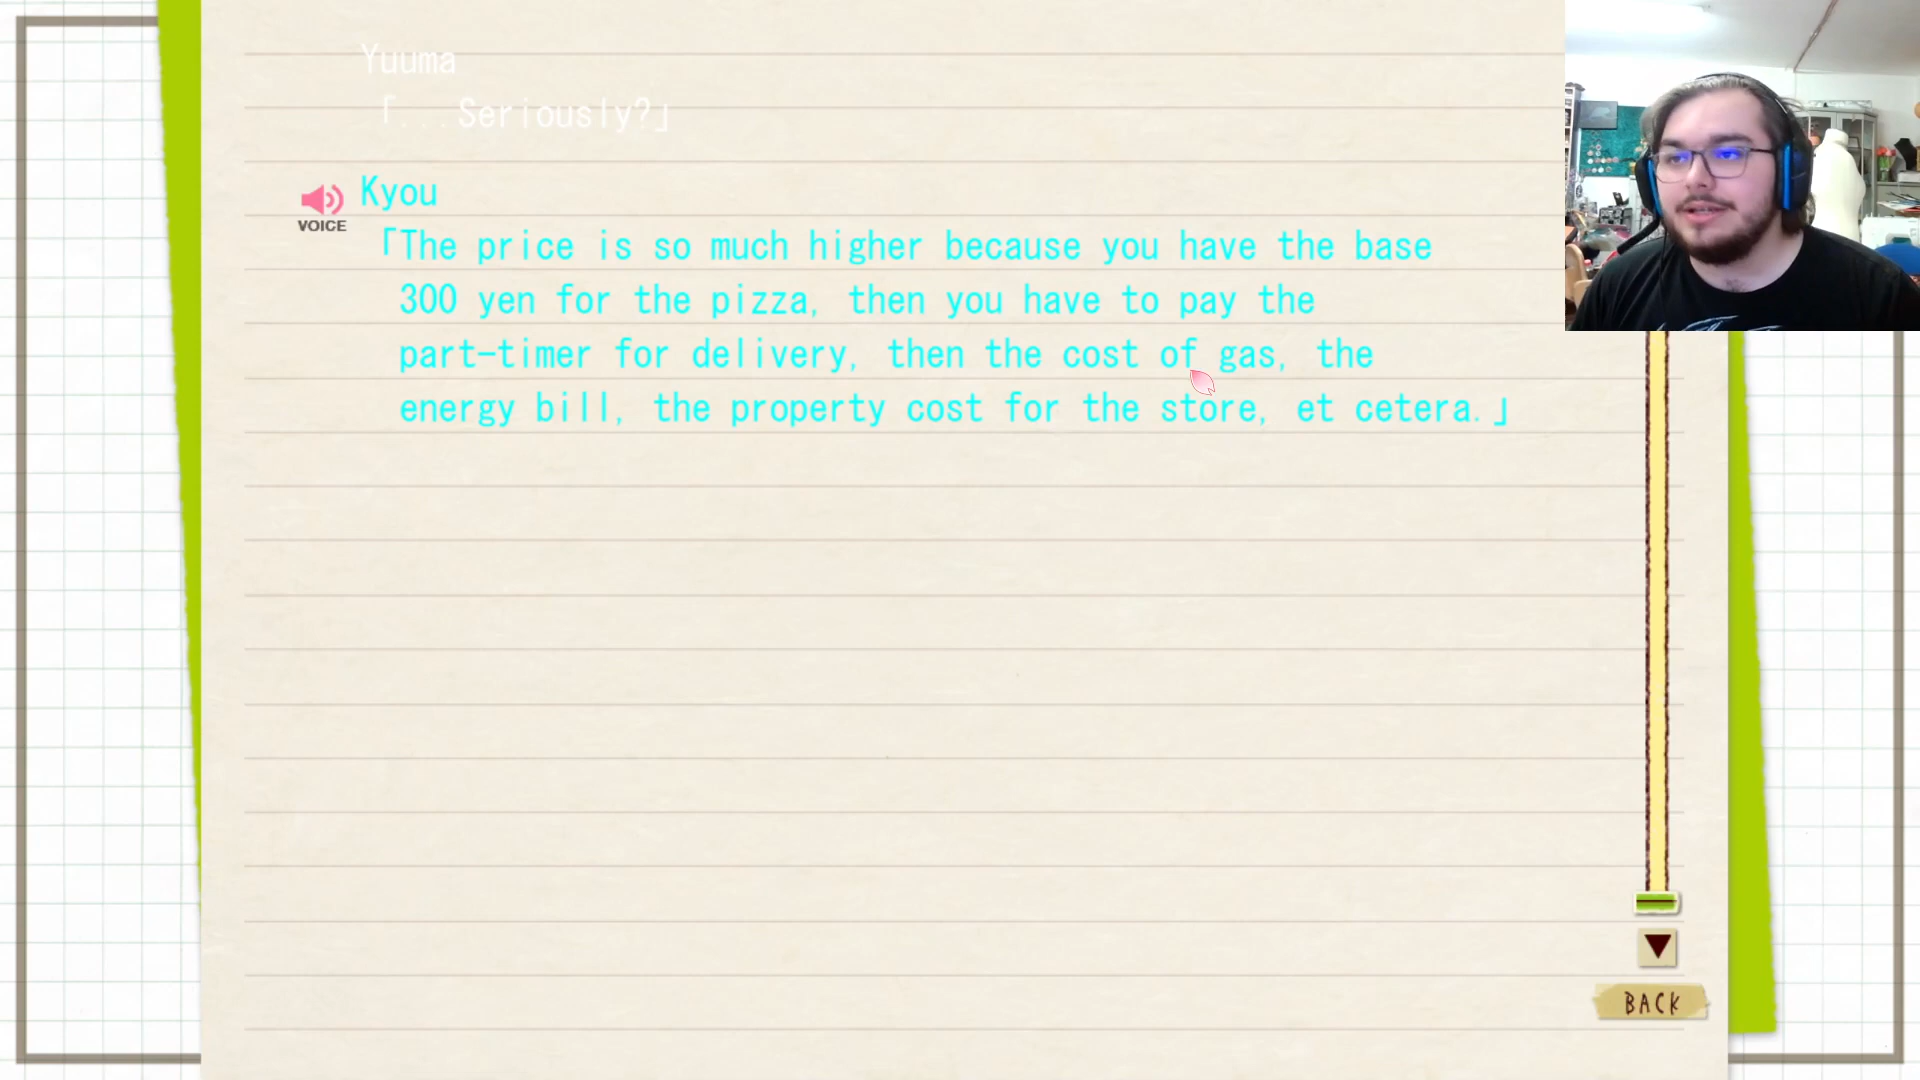 Yuuma
「...Seriously?」
Kyou
VOICE
「The price is so much higher because you have the base
300 yen for the pizza, then you have to pay the
part-timer for delivery, then the cost of gas, the
energy bill, the property cost for the store, et cetera.」
BACK